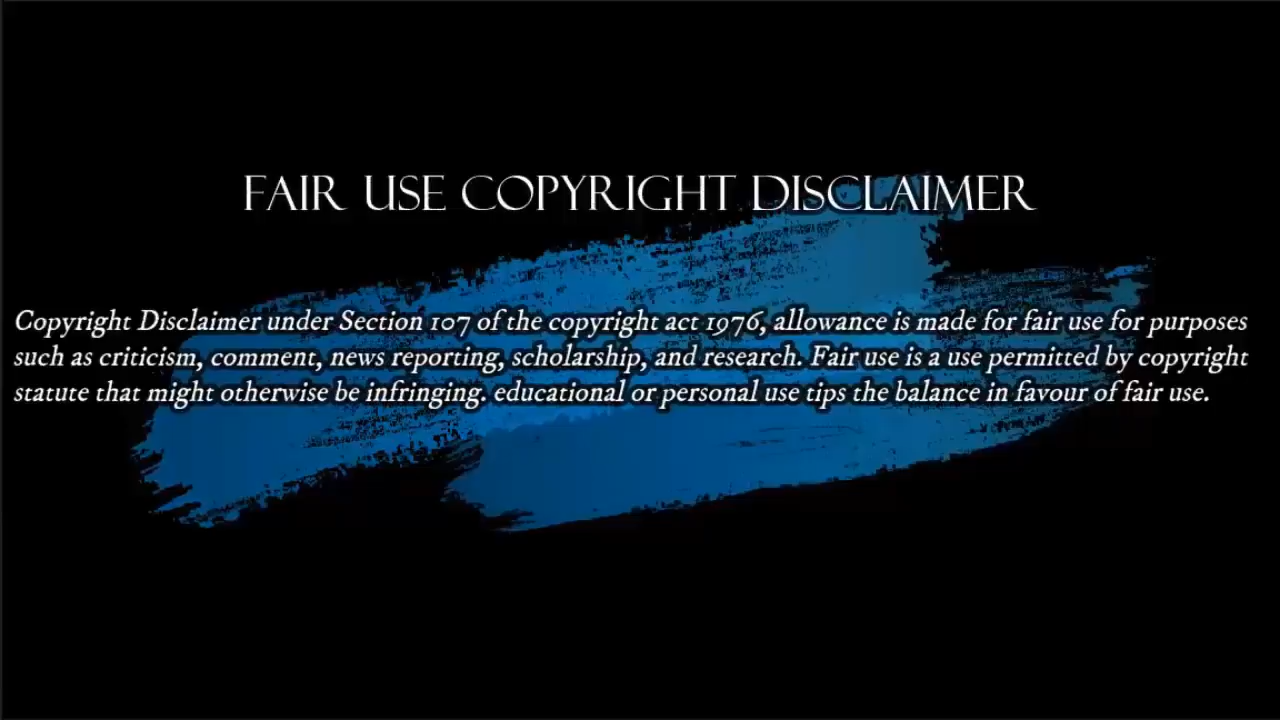 FAIR USE COPYRIGHT DISCLAIMER
Copyright Disclaimer under Section 107 of the copyright act 1976, allowance is made for fair use for purposes
such as criticism, comment, news reporting, scholarship, and research. Fair use is a use permitted by copyright
statute that might otherwise be infringing. educational or personal use tips the balance in favour of fair use.